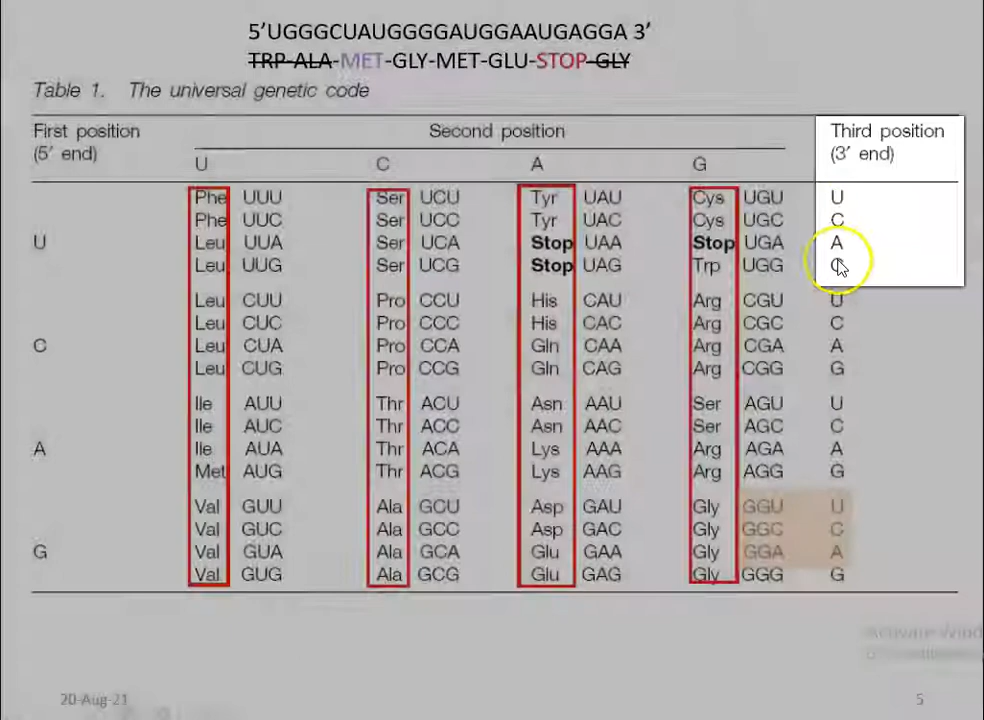 5’UGGGCUAUGGGGAUGGAAUGAGGA 3’
TRP-ALA-MET-GLY-MET-GLU-STOP-GLY
Table 1. The universal genetic code
First position Second position Third position
(5′ end) (3′ end)
U C A G
Phe UUU Ser UCU Tyr UAU Cys UGU U
Phe UUC Ser UCC Tyr UAC Cys UGC C
U Leu UUA Ser UCA Stop UAA Stop UGA A
Leu UUG Ser UCG Stop UAG Trp UGG
Leu CUU Pro CCU His CAU Arg CGU U
Leu CUC Pro CCC His CAC Arg CGC C
C Leu CUA Pro CCA Gln CAA Arg CGA A
Leu CUG Pro CCG Gln CAG Arg CGG G
Ile AUU Thr ACU Asn AAU Ser AGU U
Ile AUC Thr ACC Asn AAC Ser AGC C
A Ile AUA Thr ACA Lys AAA Arg AGA A
Met AUG Thr ACG Lys AAG Arg AGG G
Val GUU Ala GCU Asp GAU Gly GGU U
Val GUC Ala GCC Asp GAC Gly GGC C
G Val GUA Ala GCA Glu GAA Gly GGA A
Val GUG Ala GCG Glu GAG Gly GGG G
Activate Wind
20-Aug-21 5